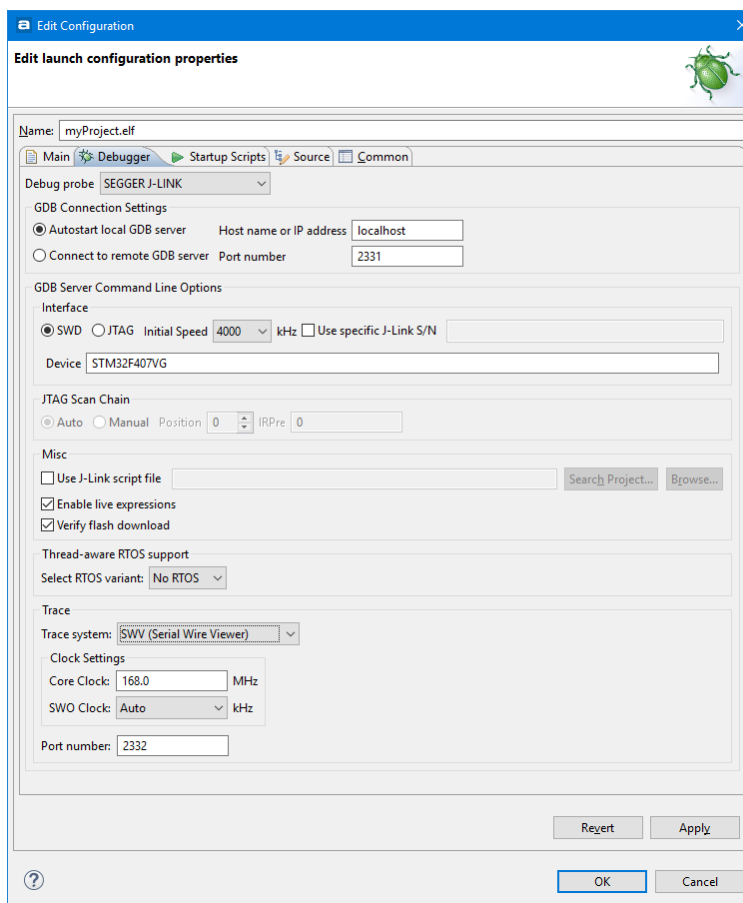 a Edit Configuration
Edit launch configuration properties
Name: myProject.elf
Main Debugger Startup Scripts Source Common
Debug probe SEGGER J-LINK
GDB Connection Settings
Autostart local GDB server Host name or IP address localhost
Connect to remote GDB server Port number 2331
GDB Server Command Line Options
Interface
SWD JTAG Initial Speed 4000 kHz Use specific J-Link S/N
Device STM32F407VG
JTAG Scan Chain
Auto Manual Position 0 IRPre 0
Misc
Use J-Link script file Search Project... Browse...
Enable live expressions
Verify flash download
Thread-aware RTOS support
Select RTOS variant: No RTOS
Trace
Trace system: SWV (Serial Wire Viewer)
Clock Settings
Core Clock: 168.0 MHz
SWO Clock: Auto kHz
Port number: 2332
Revert Apply
? OK Cancel